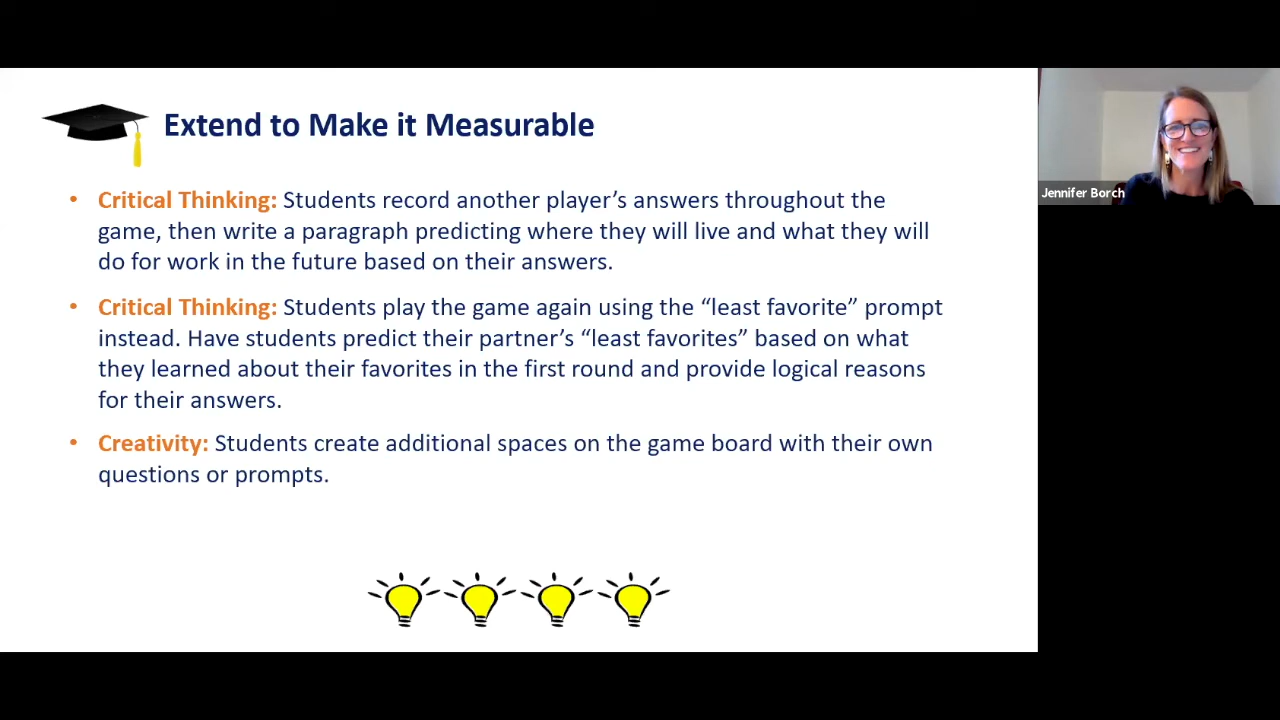 Extend to Make it Measurable
• Critical Thinking: Students record another player’s answers throughout the
game, then write a paragraph predicting where they will live and what they will
do for work in the future based on their answers.
• Critical Thinking: Students play the game again using the “least favorite” prompt
instead. Have students predict their partner’s “least favorites” based on what
they learned about their favorites in the first round and provide logical reasons
for their answers.
• Creativity: Students create additional spaces on the game board with their own
questions or prompts.
Jennifer Borch